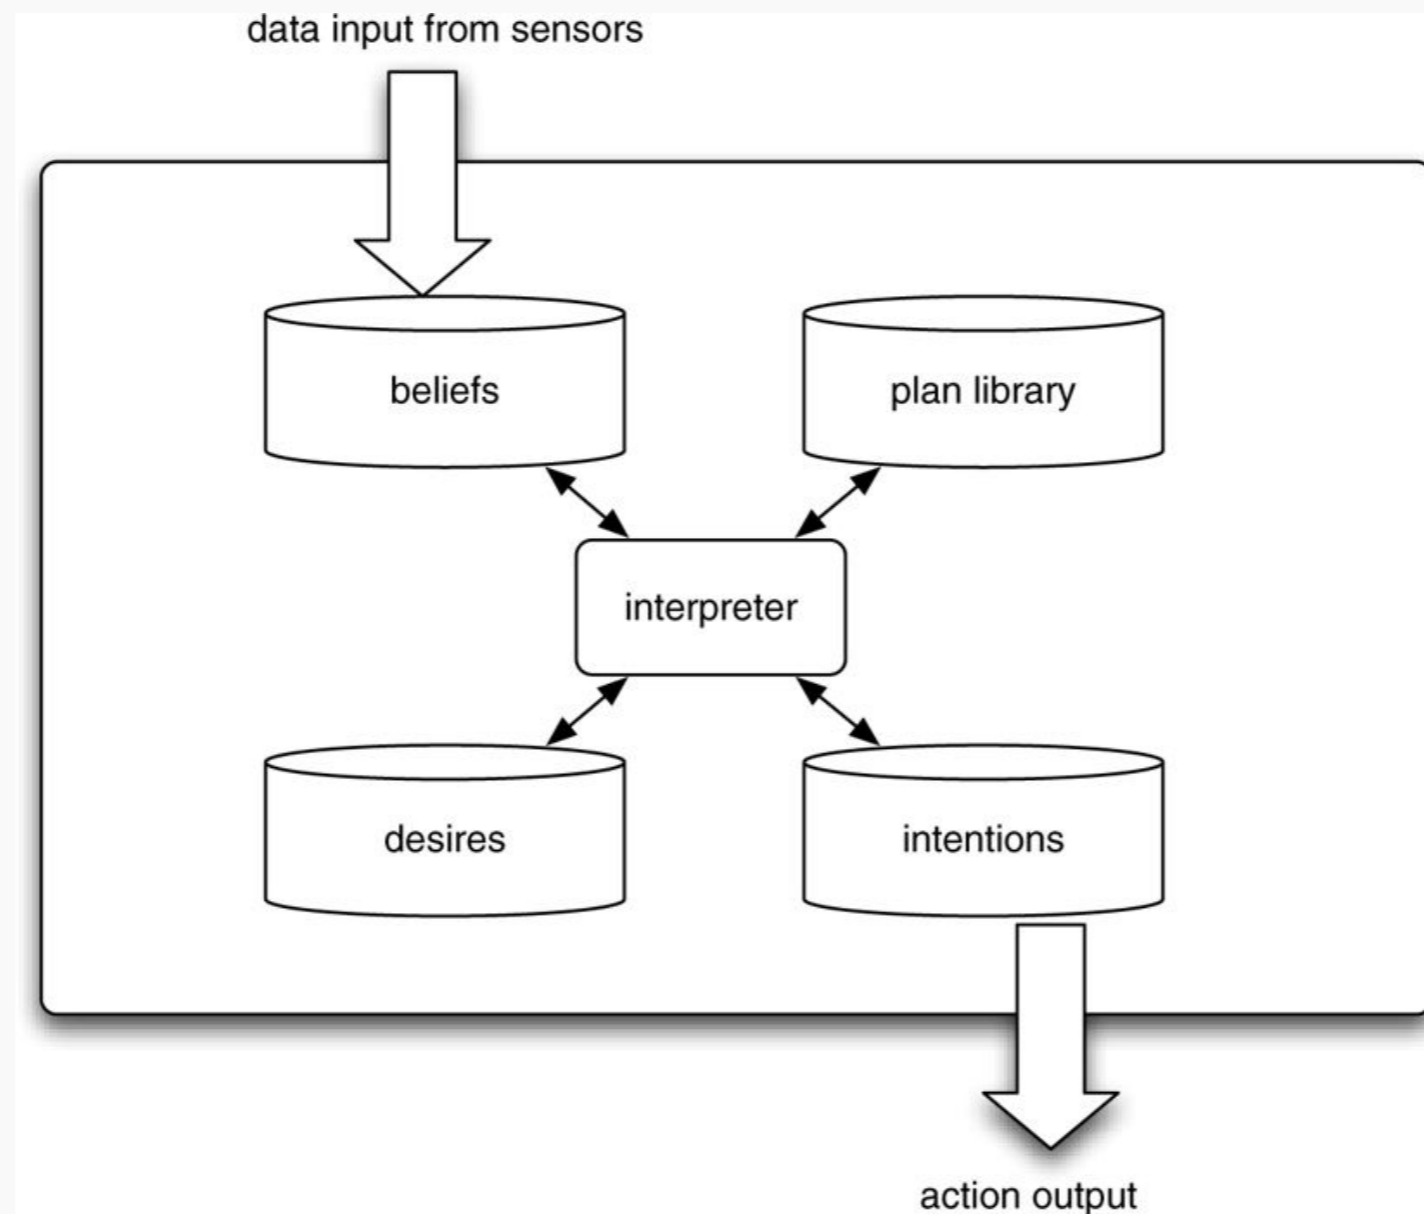 data input from sensors
beliefs
plan library
interpreter
desires
intentions
action output